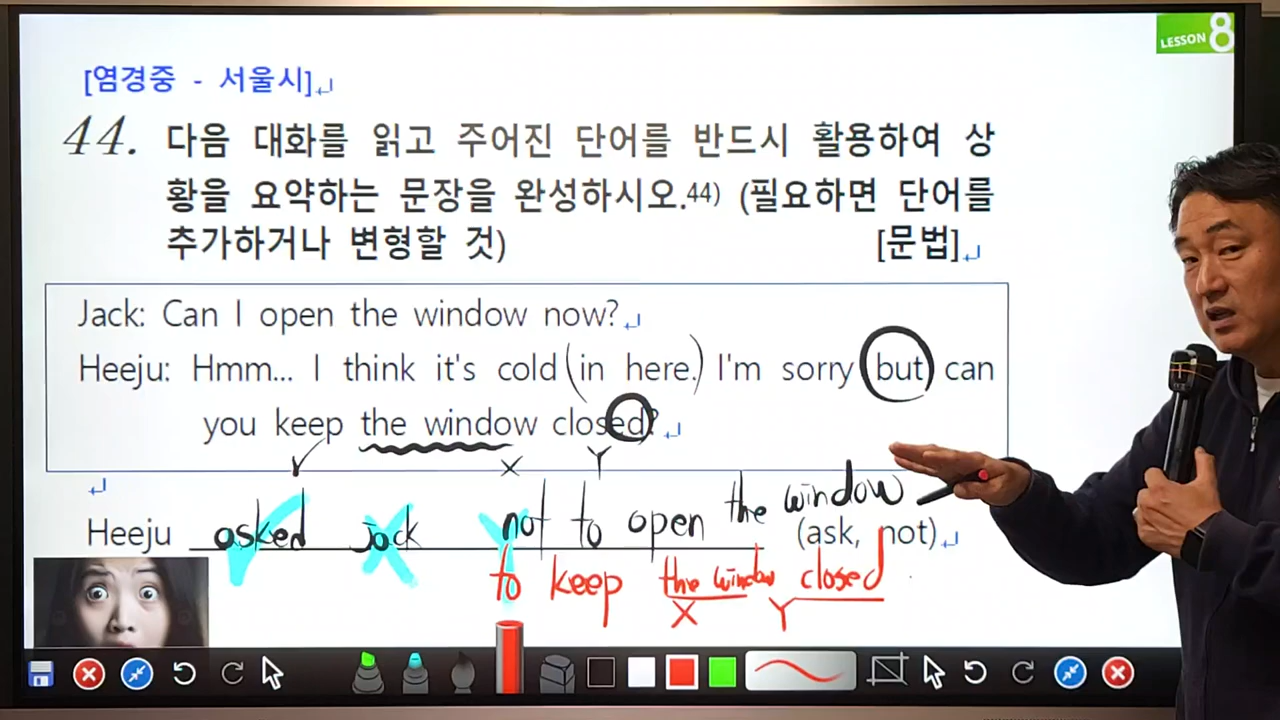 LESSON 8
[염경중 - 서울시]
44. 다음 대화를 읽고 주어진 단어를 반드시 활용하여 상
황을 요약하는 문장을 완성하시오.44) (필요하면 단어를
추가하거나 변형할 것) [문법]
Jack: Can I open the window now?
Heeju: Hmm... I think it's cold (in here.) I'm sorry but can
you keep the window closed?
X Y
Heeju asked Jack not to open the window (ask, not)
to keep the window closed
X Y